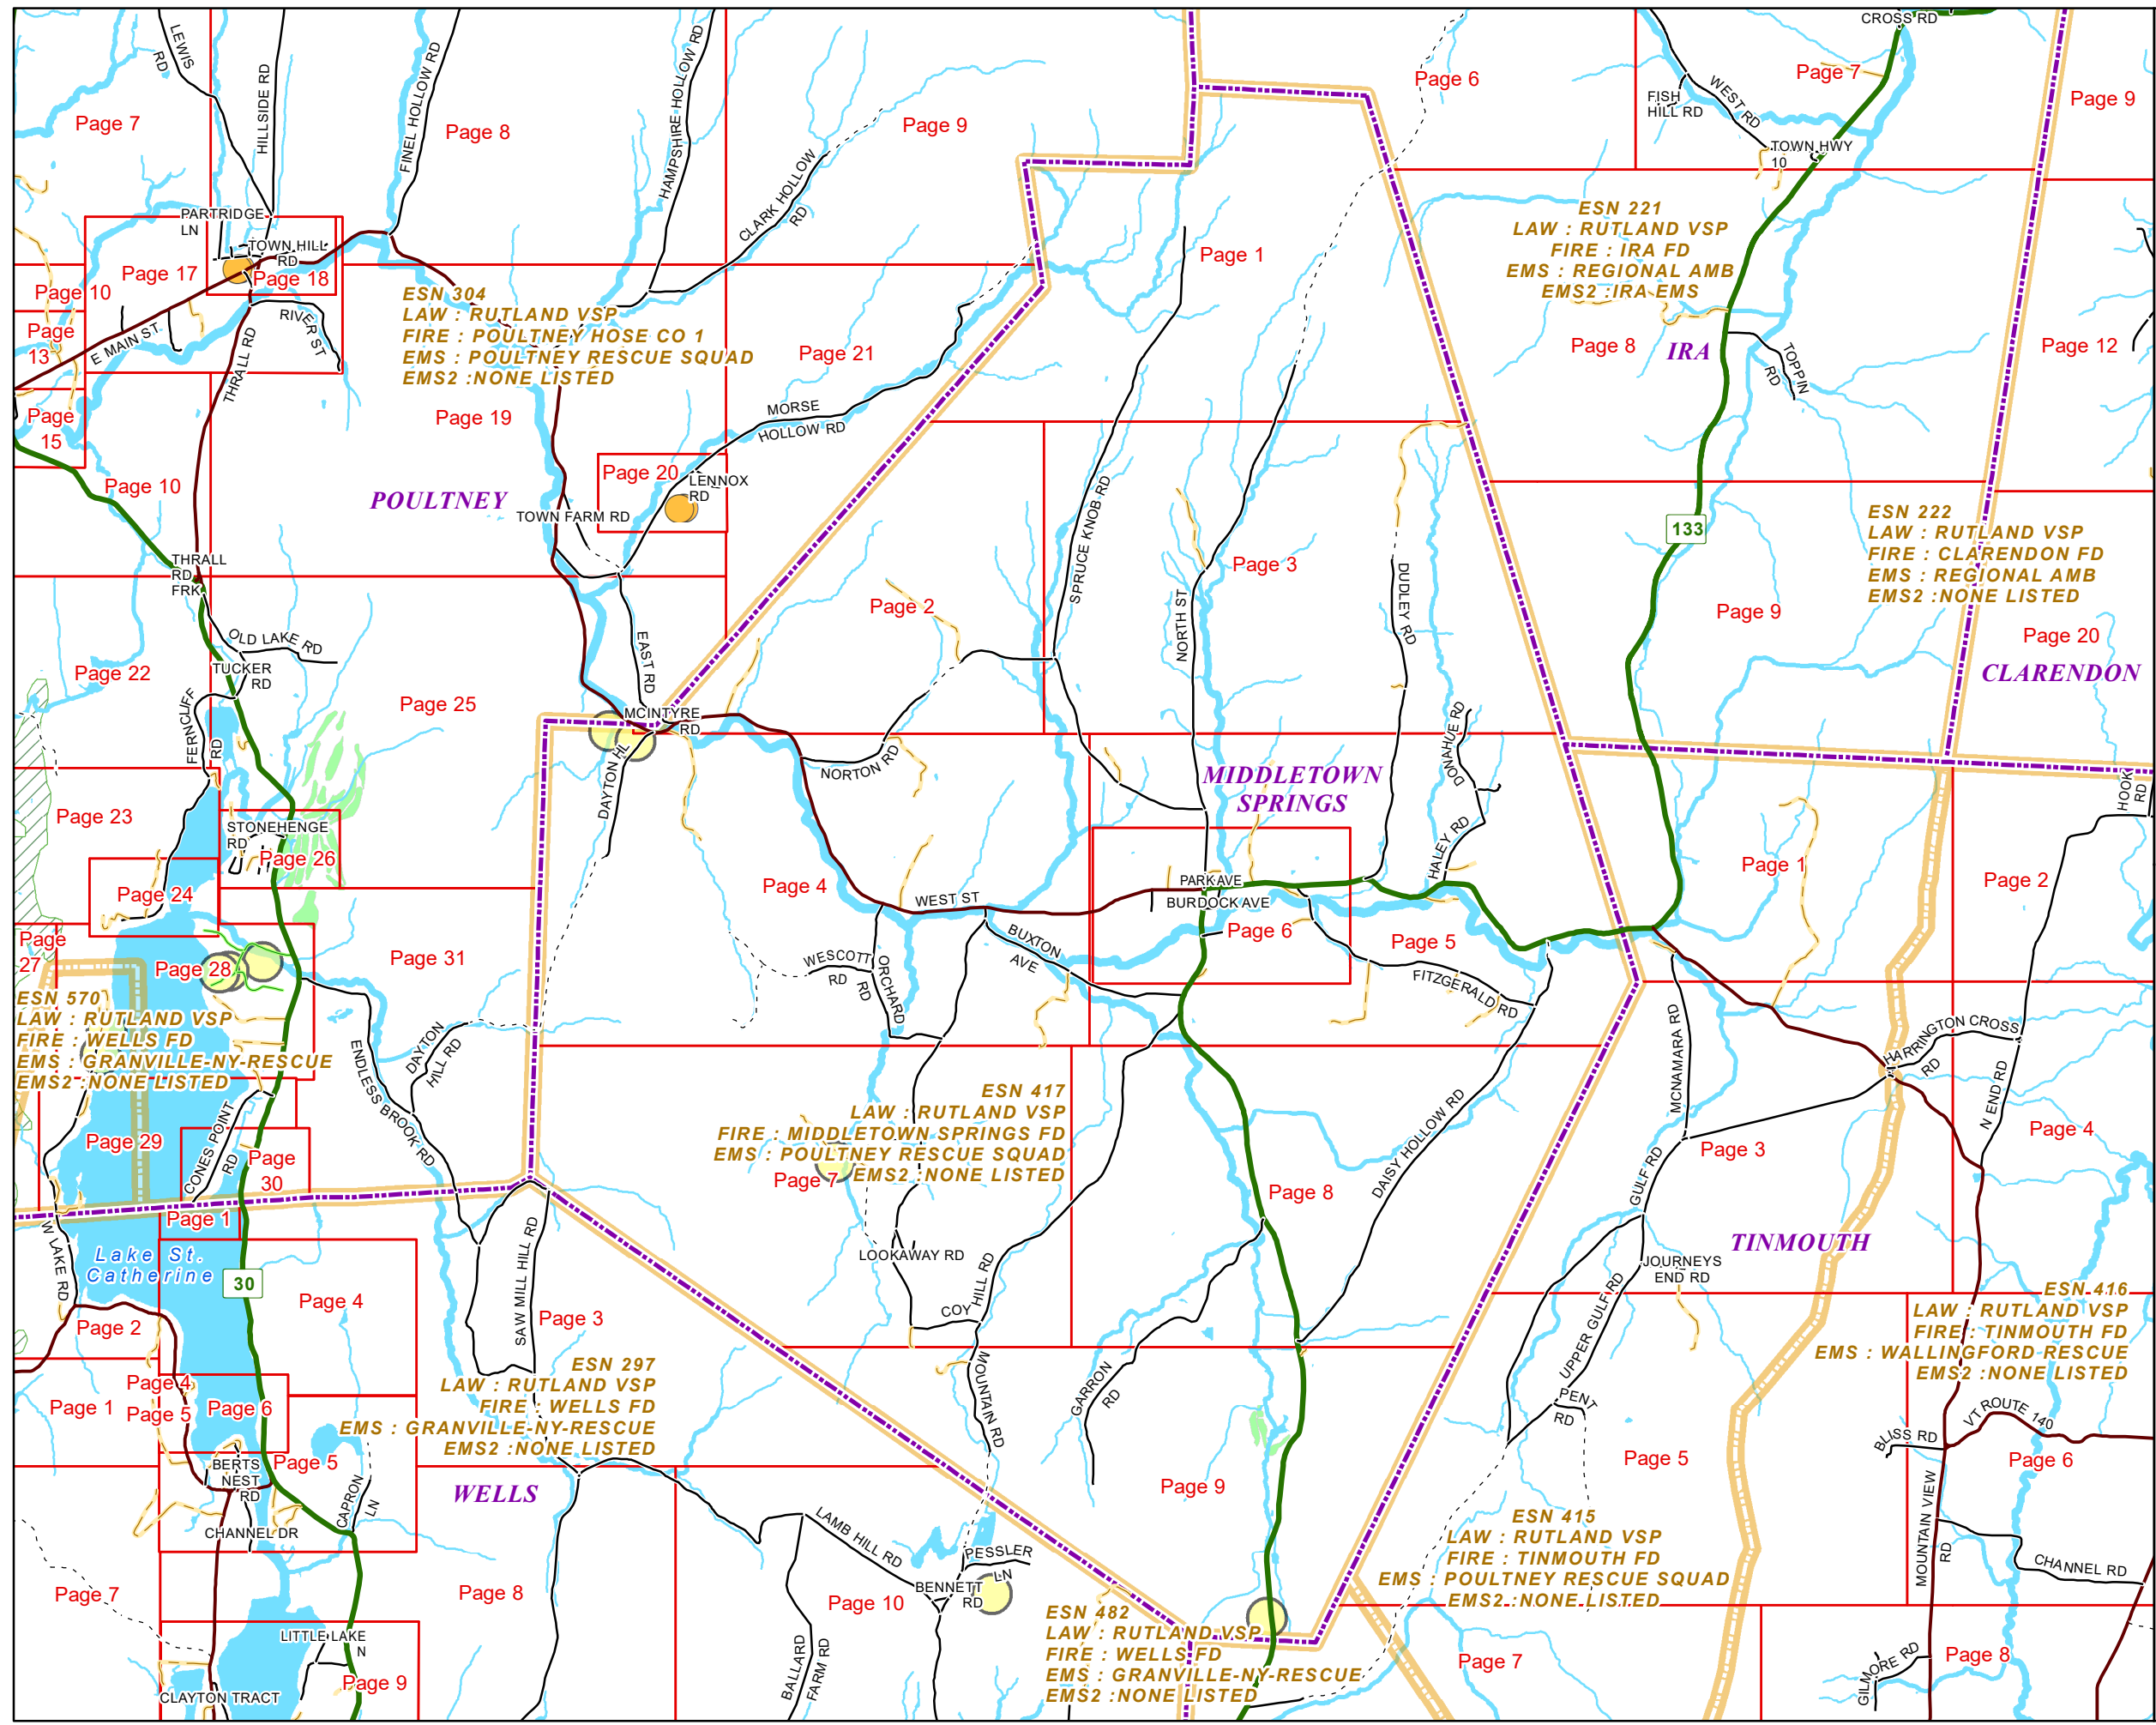 CROSS RD
LEWIS
RD
HILLSIDE RD
FINEL HOLLOW RD
HAMPSHIRE HOLLOW RD
Page 6
Page 7
Page 9
FISH
HILL RD
WEST RD
TOWN HWY
10
Page 7
Page 8
Page 9
CLARK HOLLOW
RD
PARTRIDGE
LN
TOWN HILL
RD
Page 17
Page 18
Page 10
Page
13
E MAIN ST
RIVER ST
THRALL RD
Page
15
Page 10
ESN 304
LAW : RUTLAND VSP
FIRE : POULTNEY HOSE CO 1
EMS : POULTNEY RESCUE SQUAD
EMS2 :NONE LISTED
Page 1
ESN 221
LAW : RUTLAND VSP
FIRE : IRA FD
EMS : REGIONAL AMB
EMS2 :IRA EMS
Page 8
IRA
TOPPIN
RD
Page 12
Page 21
Page 19
MORSE
HOLLOW RD
Page 20
LENNOX
RD
POULTNEY
TOWN FARM RD
133
ESN 222
LAW : RUTLAND VSP
FIRE : CLARENDON FD
EMS : REGIONAL AMB
EMS2 :NONE LISTED
SPRUCE KNOB RD
Page 3
NORTH ST
DUDLEY RD
Page 2
Page 9
Page 20
CLARENDON
THRALL
RD
FRK
OLD LAKE RD
TUCKER
RD
Page 22
FERNCLIFF
RD
Page 25
EAST RD
MCINTYRE
RD
DAYTON HL
NORTON RD
DONAHUE RD
MIDDLETOWN
SPRINGS
HOOK
RD
Page 23
STONEHENGE
RD
Page 26
Page 24
HALEY RD
Page 1
Page 2
Page 4
WEST ST
PARK AVE
BURDOCK AVE
Page 6
Page 5
Page
27
Page 28
Page 31
WESCOTT
RD
ORCHARD
RD
BUXTON
AVE
FITZGERALD RD
ESN 570
LAW : RUTLAND VSP
FIRE : WELLS FD
EMS : GRANVILLE-NY-RESCUE
EMS2 :NONE LISTED
ENDLESS BROOK RD
DAYTON
HILL RD
MCNAMARA RD
HARRINGTON CROSS
RD
N END RD
Page 29
CONES POINT
RD
Page
30
ESN 417
LAW : RUTLAND VSP
FIRE : MIDDLETOWN SPRINGS FD
EMS : POULTNEY RESCUE SQUAD
EMS2 :NONE LISTED
Page 7
DAISY HOLLOW RD
Page 8
Page 3
Page 4
GULF RD
TINMOUTH
Page 1
W LAKE RD
Lake St.
Catherine
30
SAW MILL HILL RD
LOOKAWAY RD
JOURNEYS
END RD
UPPER GULF RD
Page 4
Page 2
Page 3
COY
HILL RD
ESN 416
LAW : RUTLAND VSP
FIRE : TINMOUTH FD
EMS : WALLINGFORD RESCUE
EMS2 :NONE LISTED
ESN 297
LAW : RUTLAND VSP
FIRE : WELLS FD
EMS : GRANVILLE-NY-RESCUE
EMS2 :NONE LISTED
Page 4
Page 1
Page 5
Page 6
MOUNTAIN RD
GARRON
RD
PENT
RD
BLISS RD
VT ROUTE 140
BERTS
NEST
RD
Page 5
CAPRON
LN
WELLS
Page 9
Page 5
Page 6
CHANNEL DR
LAMB HILL RD
PESSLER
LN
BENNETT
RD
ESN 415
LAW : RUTLAND VSP
FIRE : TINMOUTH FD
EMS : POULTNEY RESCUE SQUAD
EMS2 :NONE LISTED
MOUNTAIN VIEW
RD
CHANNEL RD
Page 7
Page 8
Page 10
ESN 482
LAW : RUTLAND VSP
FIRE : WELLS FD
EMS : GRANVILLE-NY-RESCUE
EMS2 :NONE LISTED
LITTLE LAKE
N
BALLARD
FARM RD
Page 9
CLAYTON TRACT
Page 7
GILMORE RD
Page 8